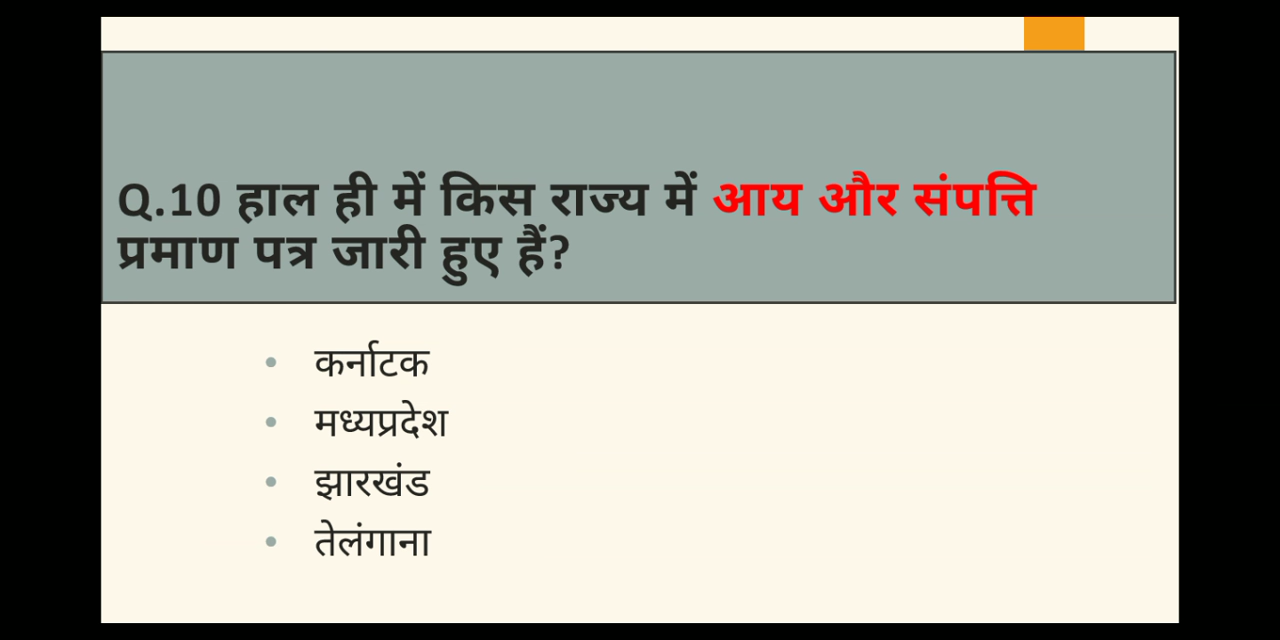 Q.10 हाल ही में किस राज्य में आय और संपत्ति
प्रमाण पत्र जारी हुए हैं?
• कर्नाटक
• मध्यप्रदेश
• झारखंड
• तेलंगाना